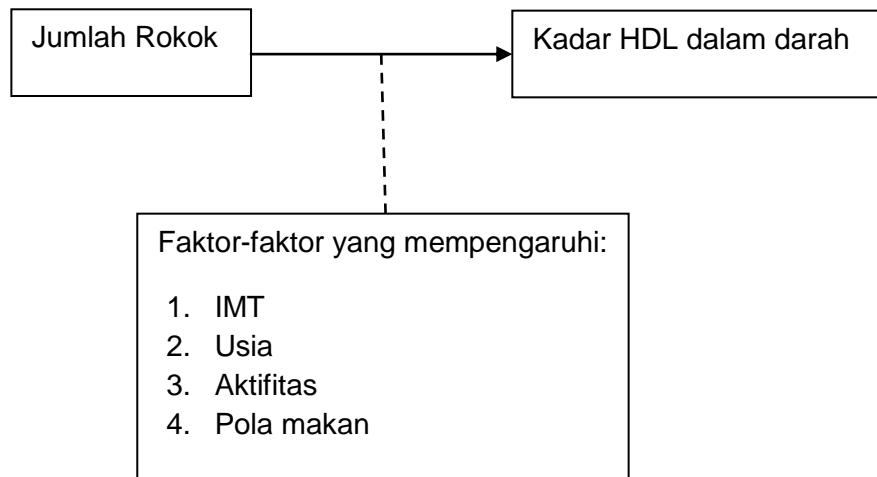 Jumlah Rokok
Kadar HDL dalam darah
Faktor-faktor yang mempengaruhi:
1. IMT
2. Usia
3. Aktifitas
4. Pola makan